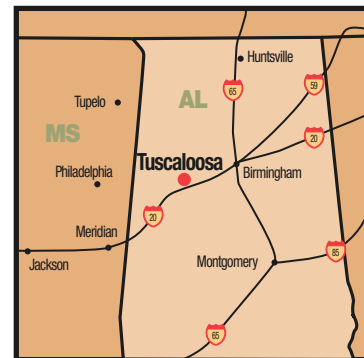 Huntsville
65
59
Tupelo
AL
MS
20
Tuscaloosa
Philadelphia
Birmingham
20
Meridian
Jackson
Montgomery
85
65